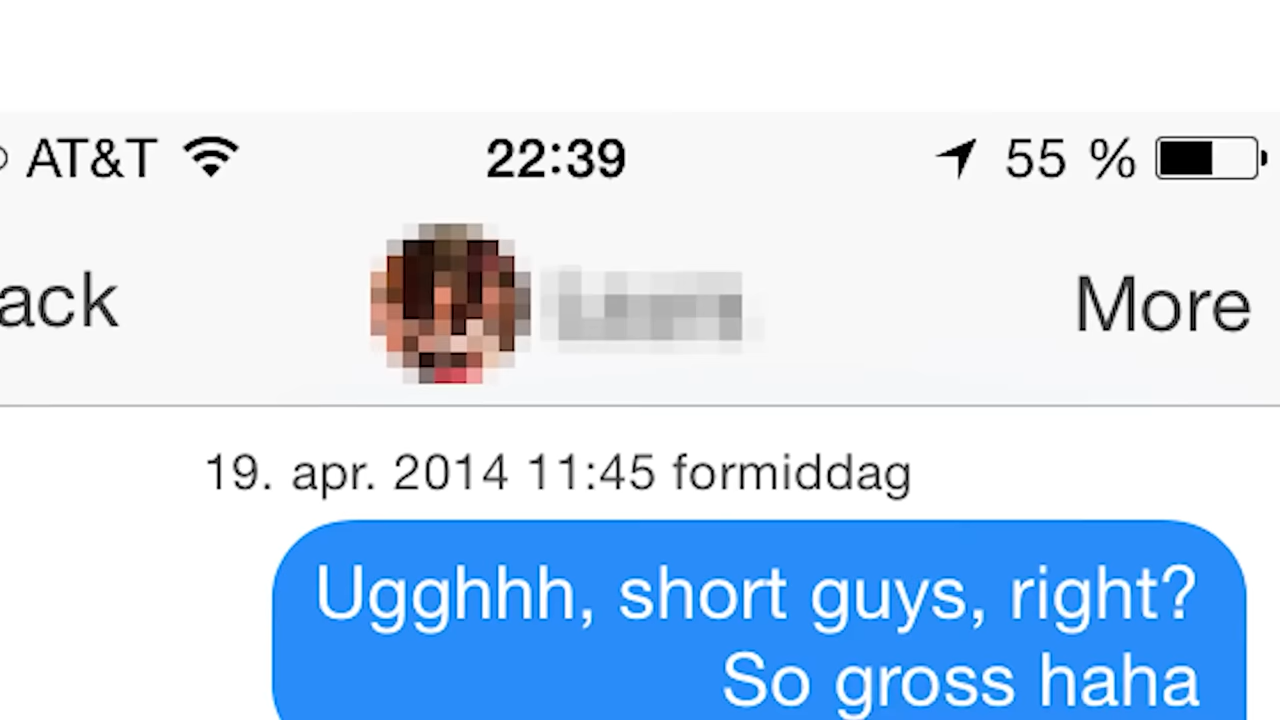 AT&T 22:39 55 %
ack More
19. apr. 2014 11:45 formiddag
Ugghhh, short guys, right?
So gross haha